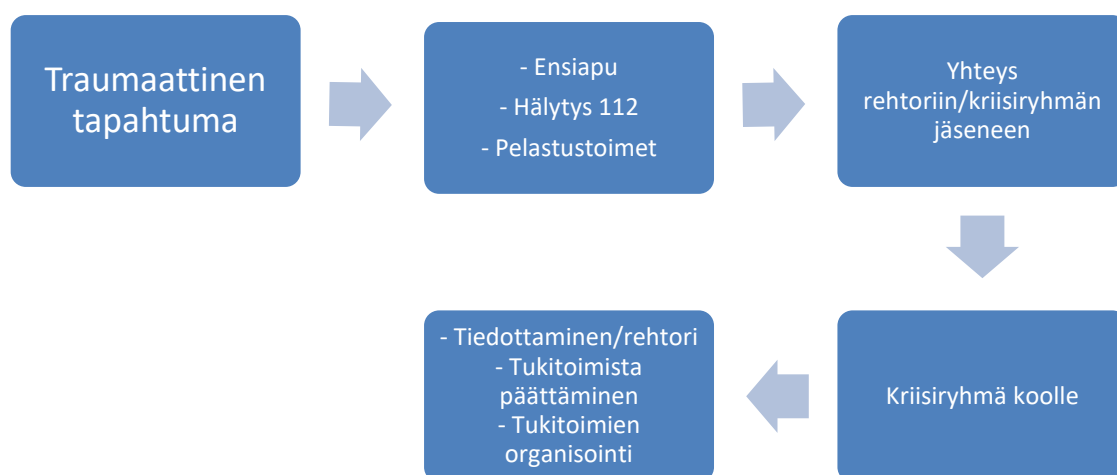 Traumaattinen
tapahtuma
- Ensiapu
- Hälytys 112
- Pelastustoimet
Yhteys
rehtoriin/kriisiryhmän
jäseneen
Kriisiryhmä koolle
- Tiedottaminen/rehtori
- Tukitoimista
päättäminen
- Tukitoimien
organisointi